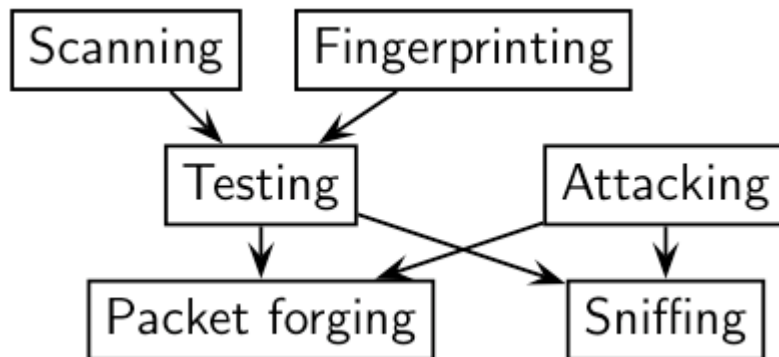 Scanning
Fingerprinting
Testing
Attacking
Packet forging
Sniffing